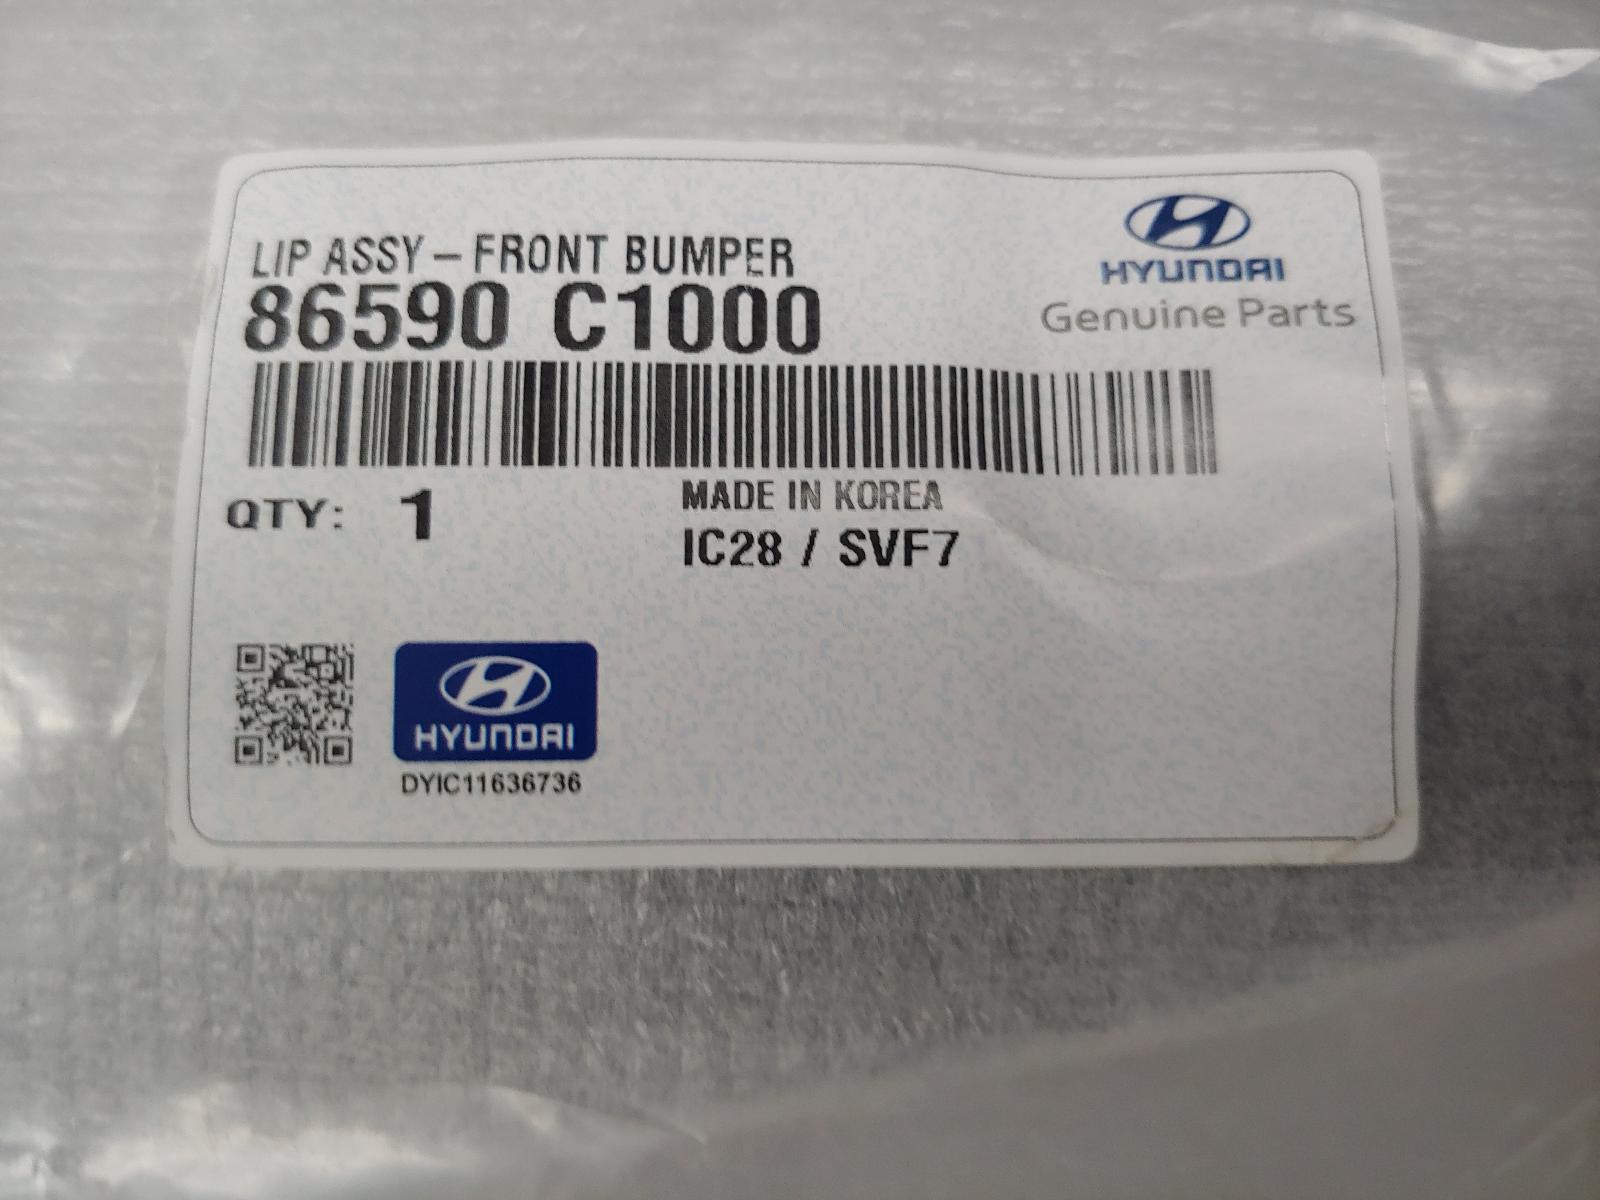 LIP ASSY – FRONT BUMPER
86590 C1000
HYUNDAI
Genuine Parts
QTY: 1
MADE IN KOREA
IC28 / SVF7
HYUNDAI
DYIC11636736